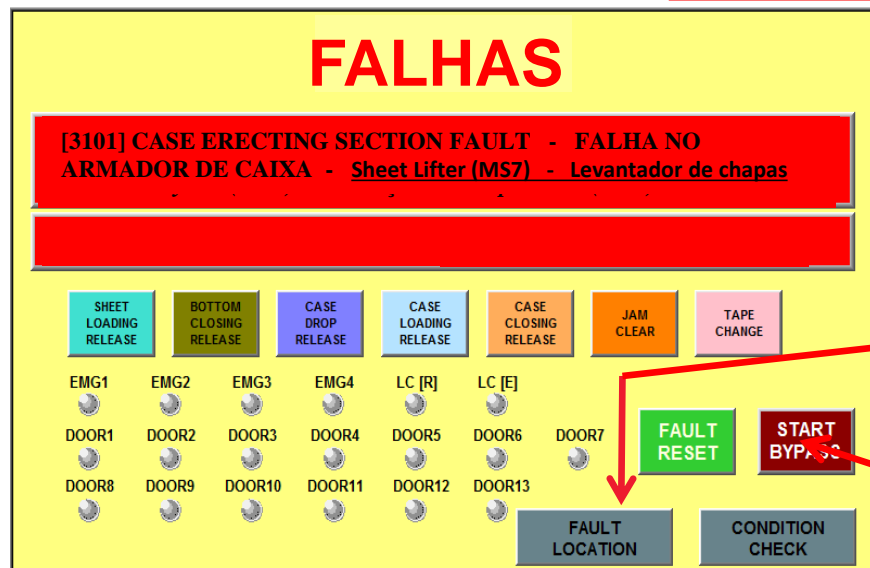 FALHAS
[3101] CASE ERECTING SECTION FAULT - FALHA NO
ARMADOR DE CAIXA - Sheet Lifter (MS7) - Levantador de chapas
SHEET LOADING RELEASE
BOTTOM CLOSING RELEASE
CASE DROP RELEASE
CASE LOADING RELEASE
CASE CLOSING RELEASE
JAM CLEAR
TAPE CHANGE
EMG1 EMG2 EMG3 EMG4 LC [R] LC [E]
DOOR1 DOOR2 DOOR3 DOOR4 DOOR5 DOOR6 DOOR7
FAULT RESET
START BYPASS
DOOR8 DOOR9 DOOR10 DOOR11 DOOR12 DOOR13
FAULT LOCATION
CONDITION CHECK